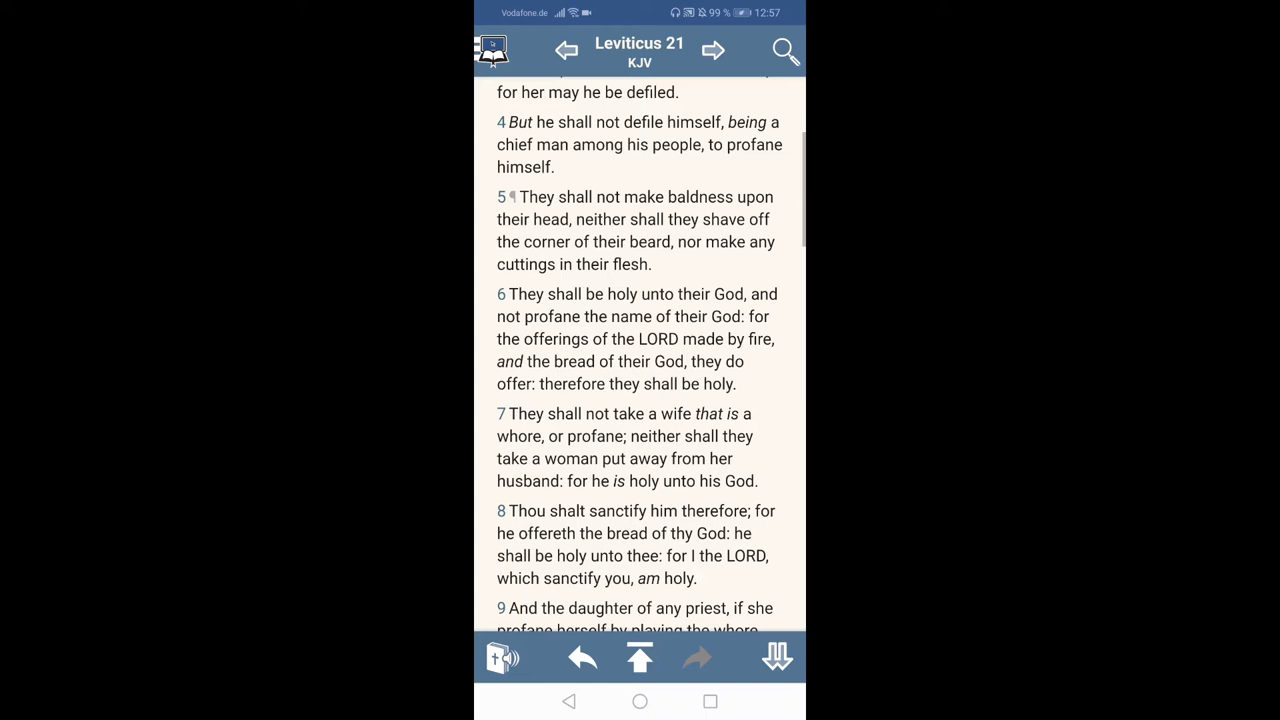 Vodafone.de 99 % 12:57
Leviticus 21
KJV
for her may he be defiled.
4 But he shall not defile himself, being a
chief man among his people, to profane
himself.
5 ¶ They shall not make baldness upon
their head, neither shall they shave off
the corner of their beard, nor make any
cuttings in their flesh.
6 They shall be holy unto their God, and
not profane the name of their God: for
the offerings of the LORD made by fire,
and the bread of their God, they do
offer: therefore they shall be holy.
7 They shall not take a wife that is a
whore, or profane; neither shall they
take a woman put away from her
husband: for he is holy unto his God.
8 Thou shalt sanctify him therefore; for
he offereth the bread of thy God: he
shall be holy unto thee: for I the LORD,
which sanctify you, am holy.
9 And the daughter of any priest, if she
profane herself by playing the whore